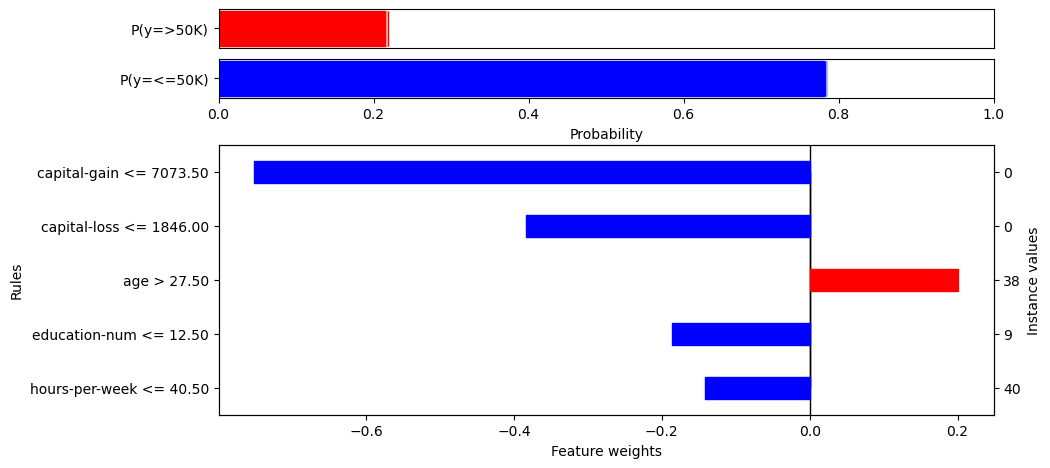 P(y=>50K)
P(y=<=50K)
0.0 0.2 0.4 0.6 0.8 1.0
Probability
capital-gain <= 7073.50 0
capital-loss <= 1846.00 0
age > 27.50 38
education-num <= 12.50 9
hours-per-week <= 40.50 40
Rules
Instance values
−0.6 −0.4 −0.2 0.0 0.2
Feature weights